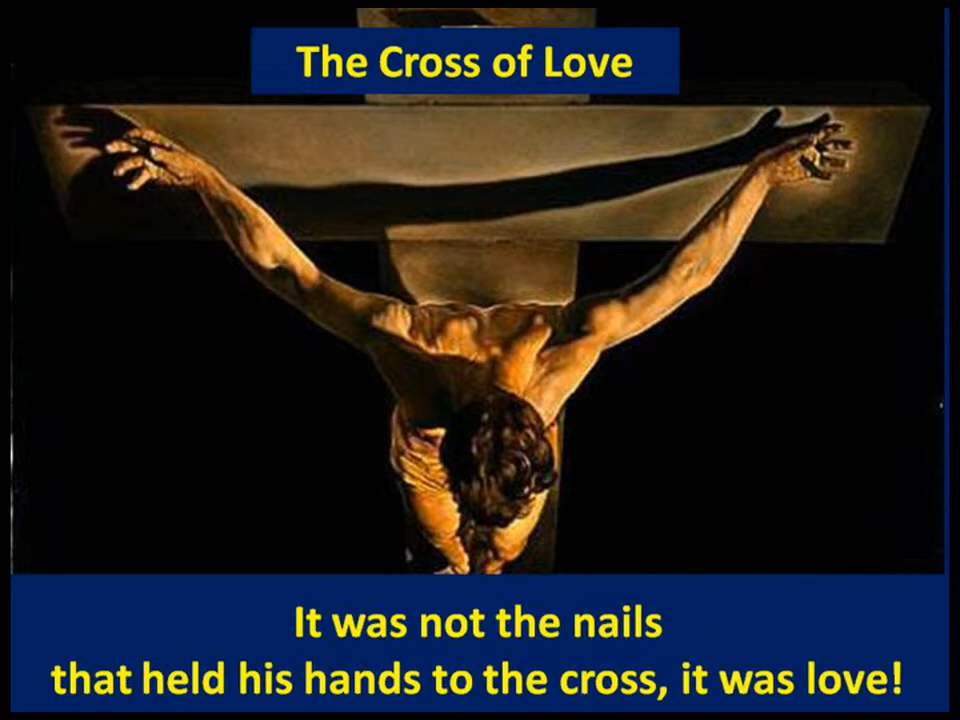 The Cross of Love
It was not the nails
that held his hands to the cross, it was love!